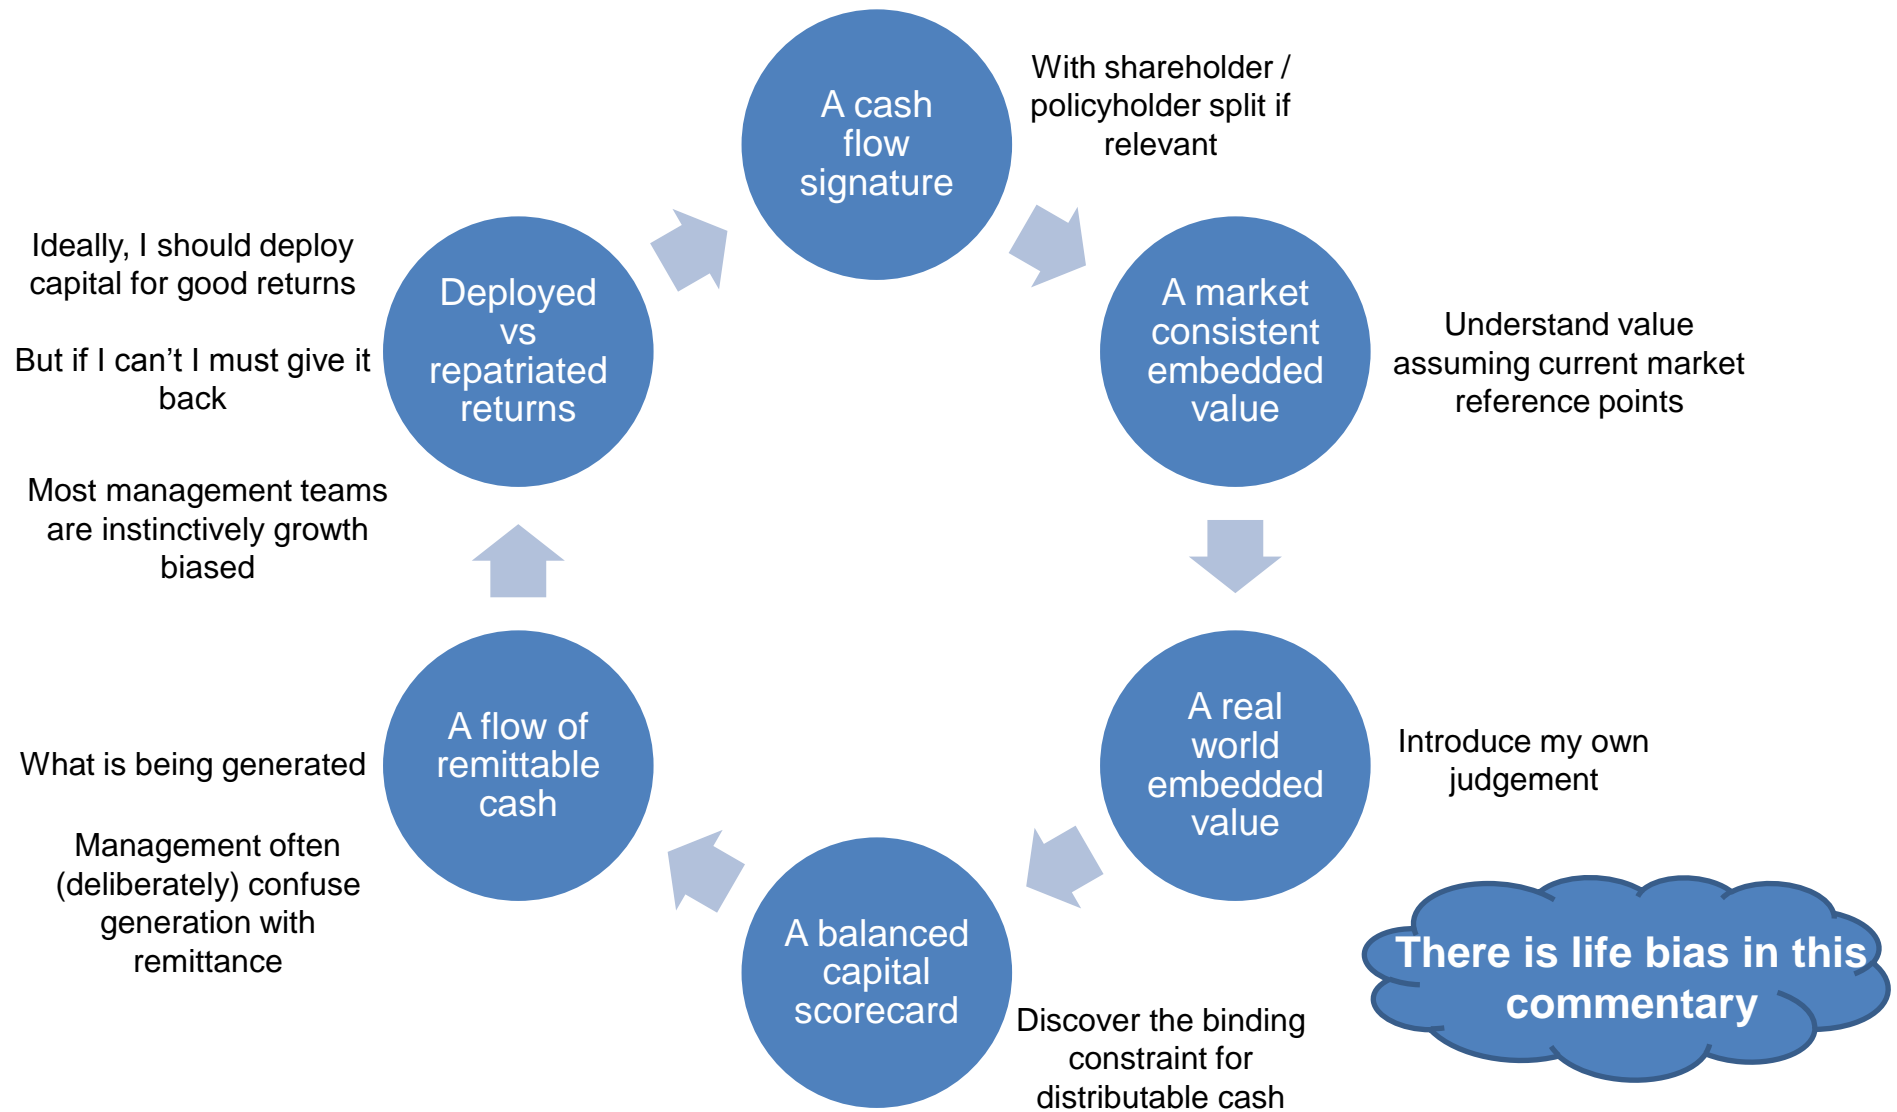 A cash
flow
signature
With shareholder /
policyholder split if
relevant
A market
consistent
embedded
value
Understand value
assuming current market
reference points
A real
world
embedded
value
Introduce my own
judgement
A balanced
capital
scorecard
Discover the binding
constraint for
distributable cash
A flow of
remittable
cash
What is being generated
Management often
(deliberately) confuse
generation with
remittance
Deployed
vs
repatriated
returns
Ideally, I should deploy
capital for good returns
But if I can’t I must give it
back
Most management teams
are instinctively growth
biased
There is life bias in this
commentary